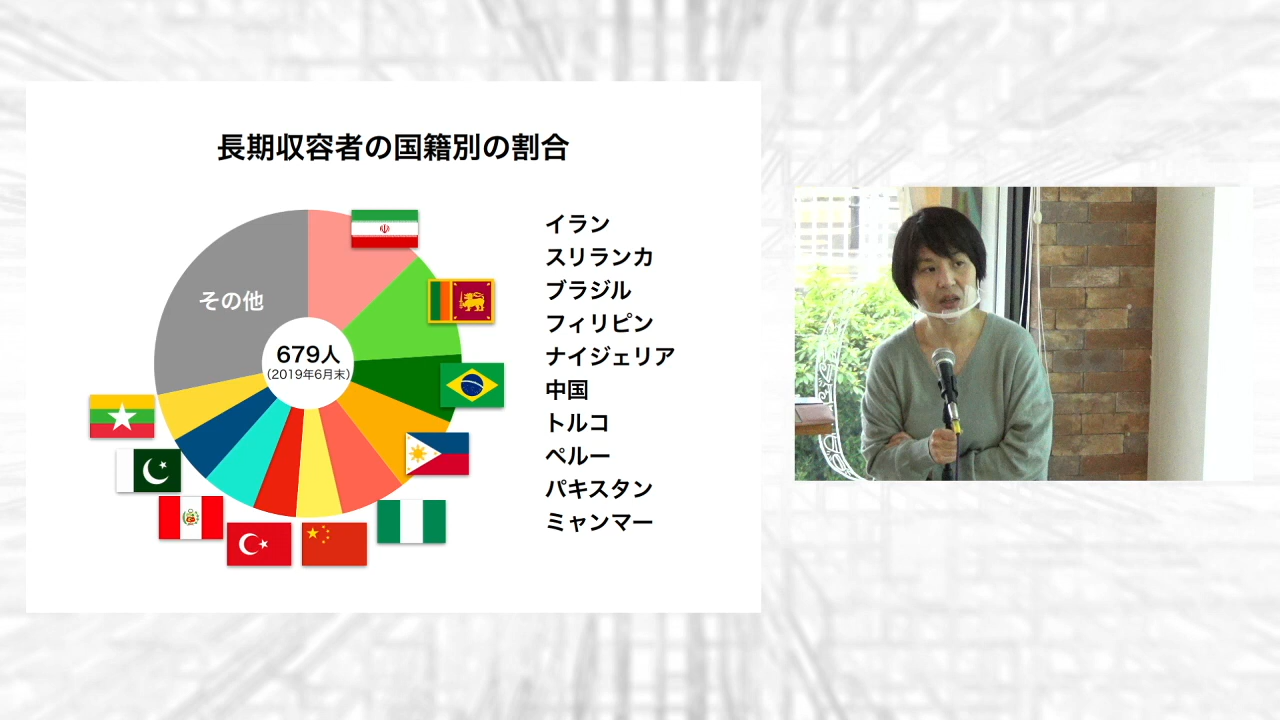 長期収容者の国籍別の割合
その他
679人
(2019年6月末)
イラン
スリランカ
ブラジル
フィリピン
ナイジェリア
中国
トルコ
ペルー
パキスタン
ミャンマー